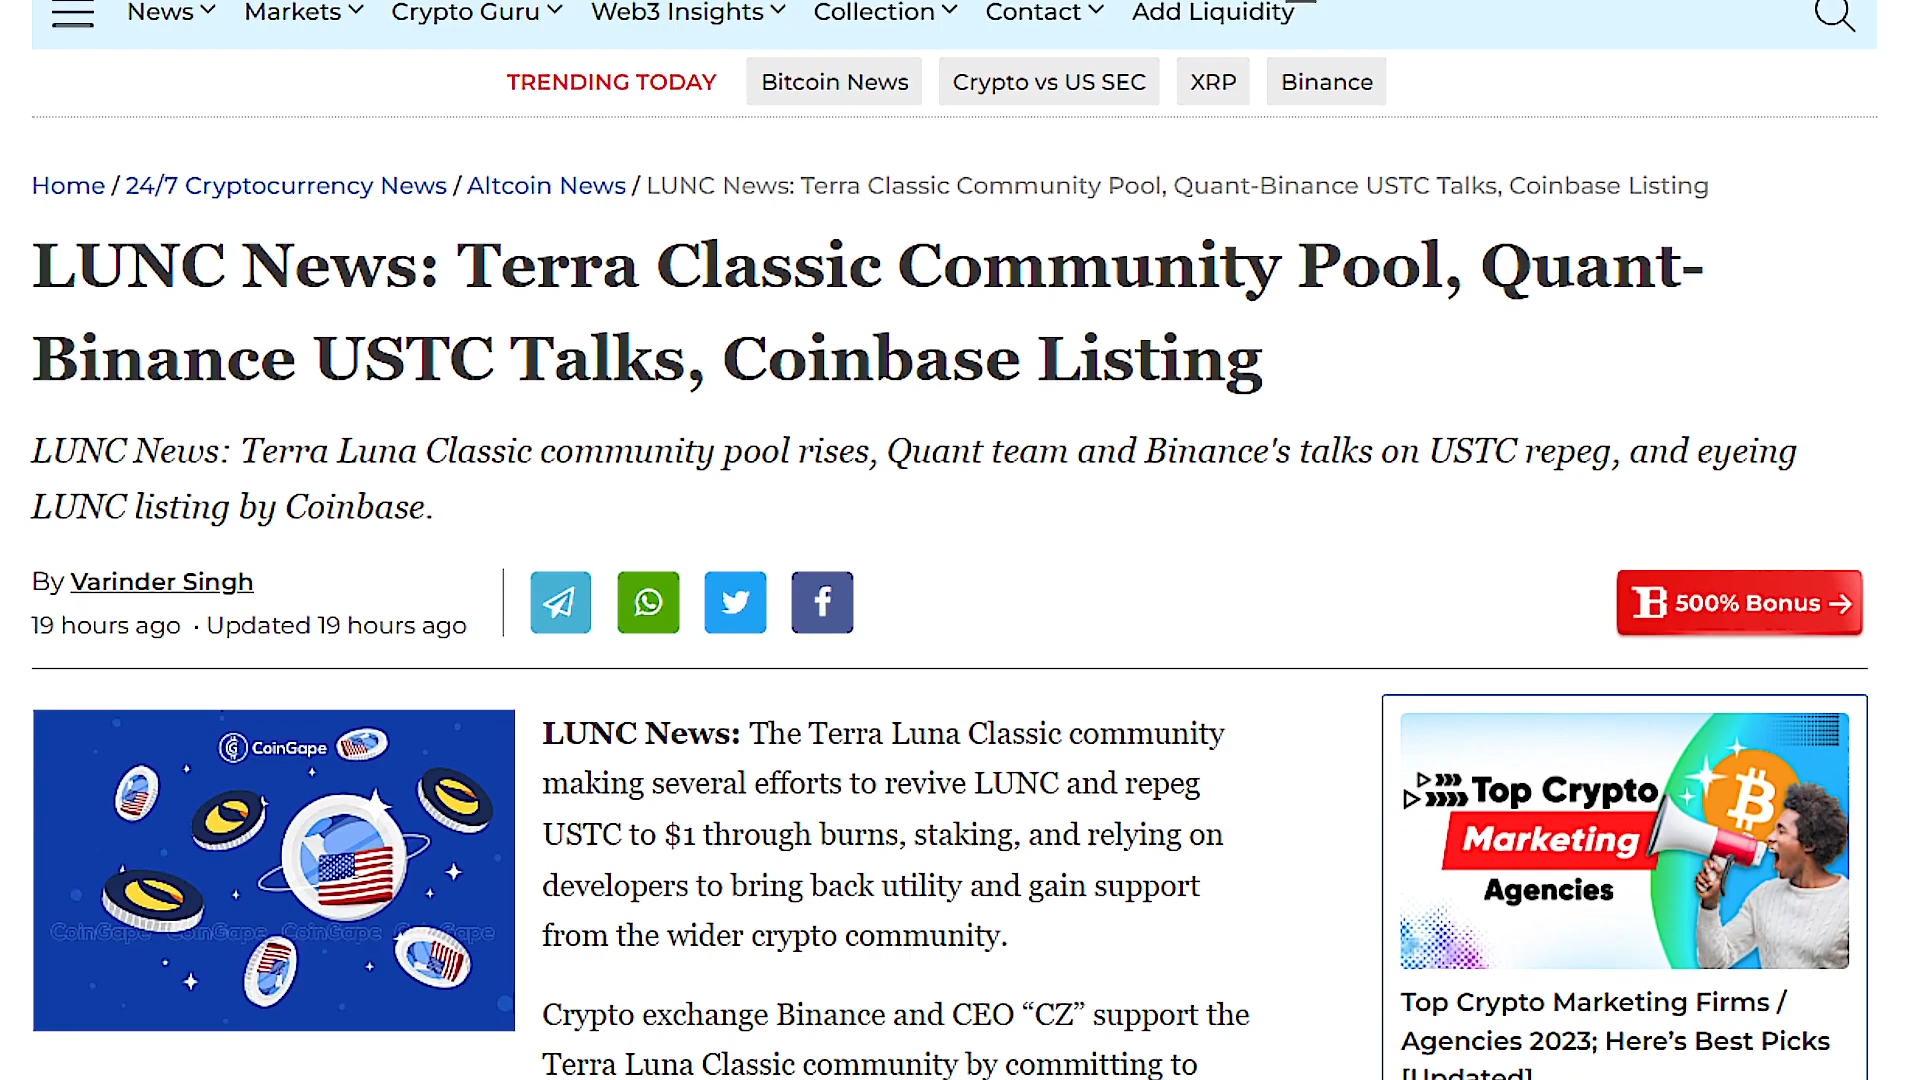 News Markets Crypto Guru Web3 Insights Collection Contact Add Liquidity
TRENDING TODAY Bitcoin News Crypto vs US SEC XRP Binance
Home / 24/7 Cryptocurrency News / Altcoin News / LUNC News: Terra Classic Community Pool, Quant-Binance USTC Talks, Coinbase Listing
LUNC News: Terra Classic Community Pool, Quant-
Binance USTC Talks, Coinbase Listing
LUNC News: Terra Luna Classic community pool rises, Quant team and Binance's talks on USTC repeg, and eyeing
LUNC listing by Coinbase.
By Varinder Singh
19 hours ago · Updated 19 hours ago
B 500% Bonus →
CoinGape
CoinGape CoinGape CoinGape CoinGape
LUNC News: The Terra Luna Classic community
making several efforts to revive LUNC and repeg
USTC to $1 through burns, staking, and relying on
developers to bring back utility and gain support
from the wider crypto community.
Crypto exchange Binance and CEO “CZ” support the
Terra Luna Classic community by committing to
Top Crypto
Marketing
Agencies
Top Crypto Marketing Firms /
Agencies 2023; Here’s Best Picks
[Updated]